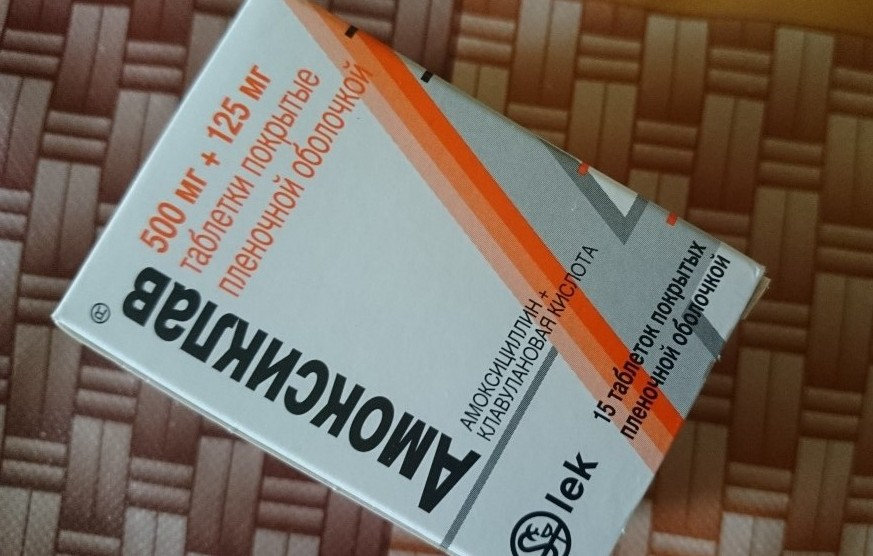 Амоксиклав®
500 мг + 125 мг
таблетки покрытые
пленочной оболочкой
АМОКСИЦИЛЛИН +
КЛАВУЛАНОВАЯ КИСЛОТА
15 таблеток покрытых
пленочной оболочкой
lek